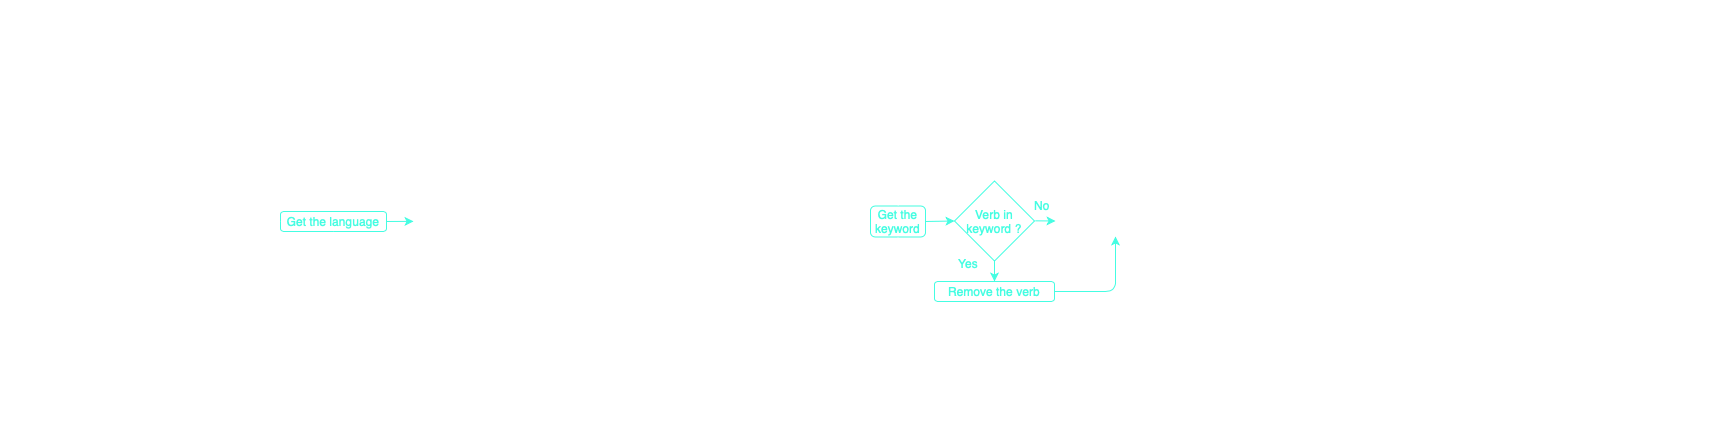 Get the language
Get the
keyword
Verb in
keyword ?
No
Yes
Remove the verb